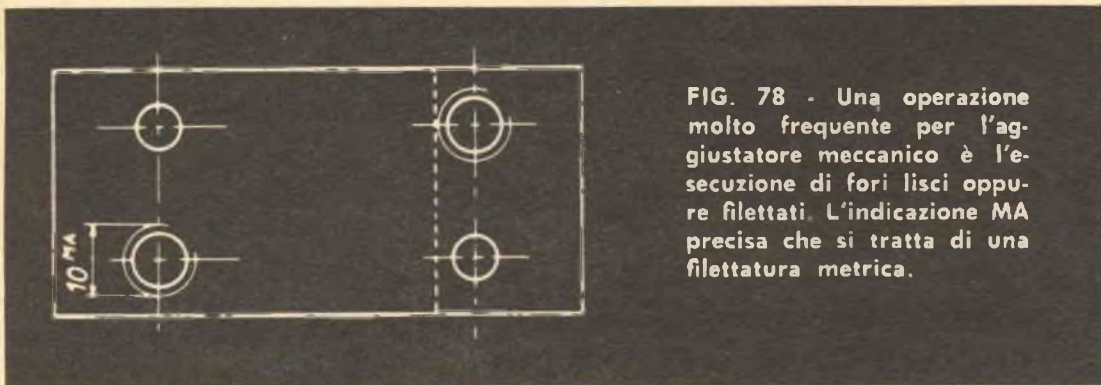 FIG. 78 - Una operazione
molto frequente per l'ag-
giustatore meccanico è l'e-
secuzione di fori lisci oppu-
re filettati. L'indicazione MA
precisa che si tratta di una
filettatura metrica.
10 MA